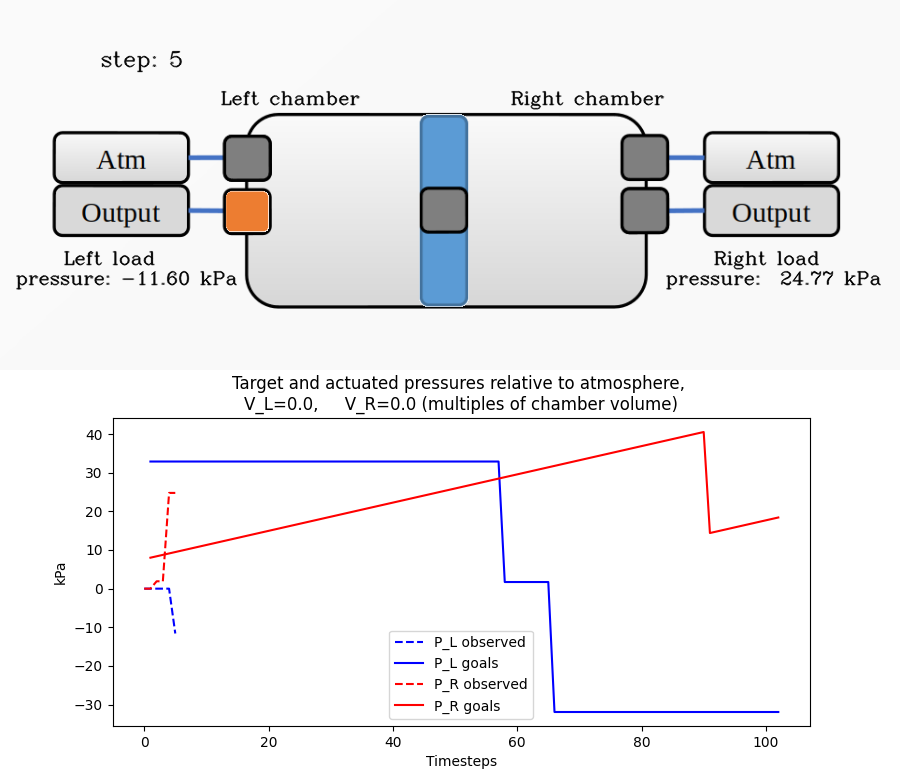 step: 5
Left chamber
Right chamber
Atm
Atm
Output
Output
Left load
pressure: -11.60 kPa
Right load
pressure: 24.77 kPa
Target and actuated pressures relative to atmosphere,
V_L=0.0, V_R=0.0 (multiples of chamber volume)
40
30
20
10
0
-10
-20
-30
kPa
P_L observed
P_L goals
P_R observed
P_R goals
0 20 40 60 80 100
Timesteps